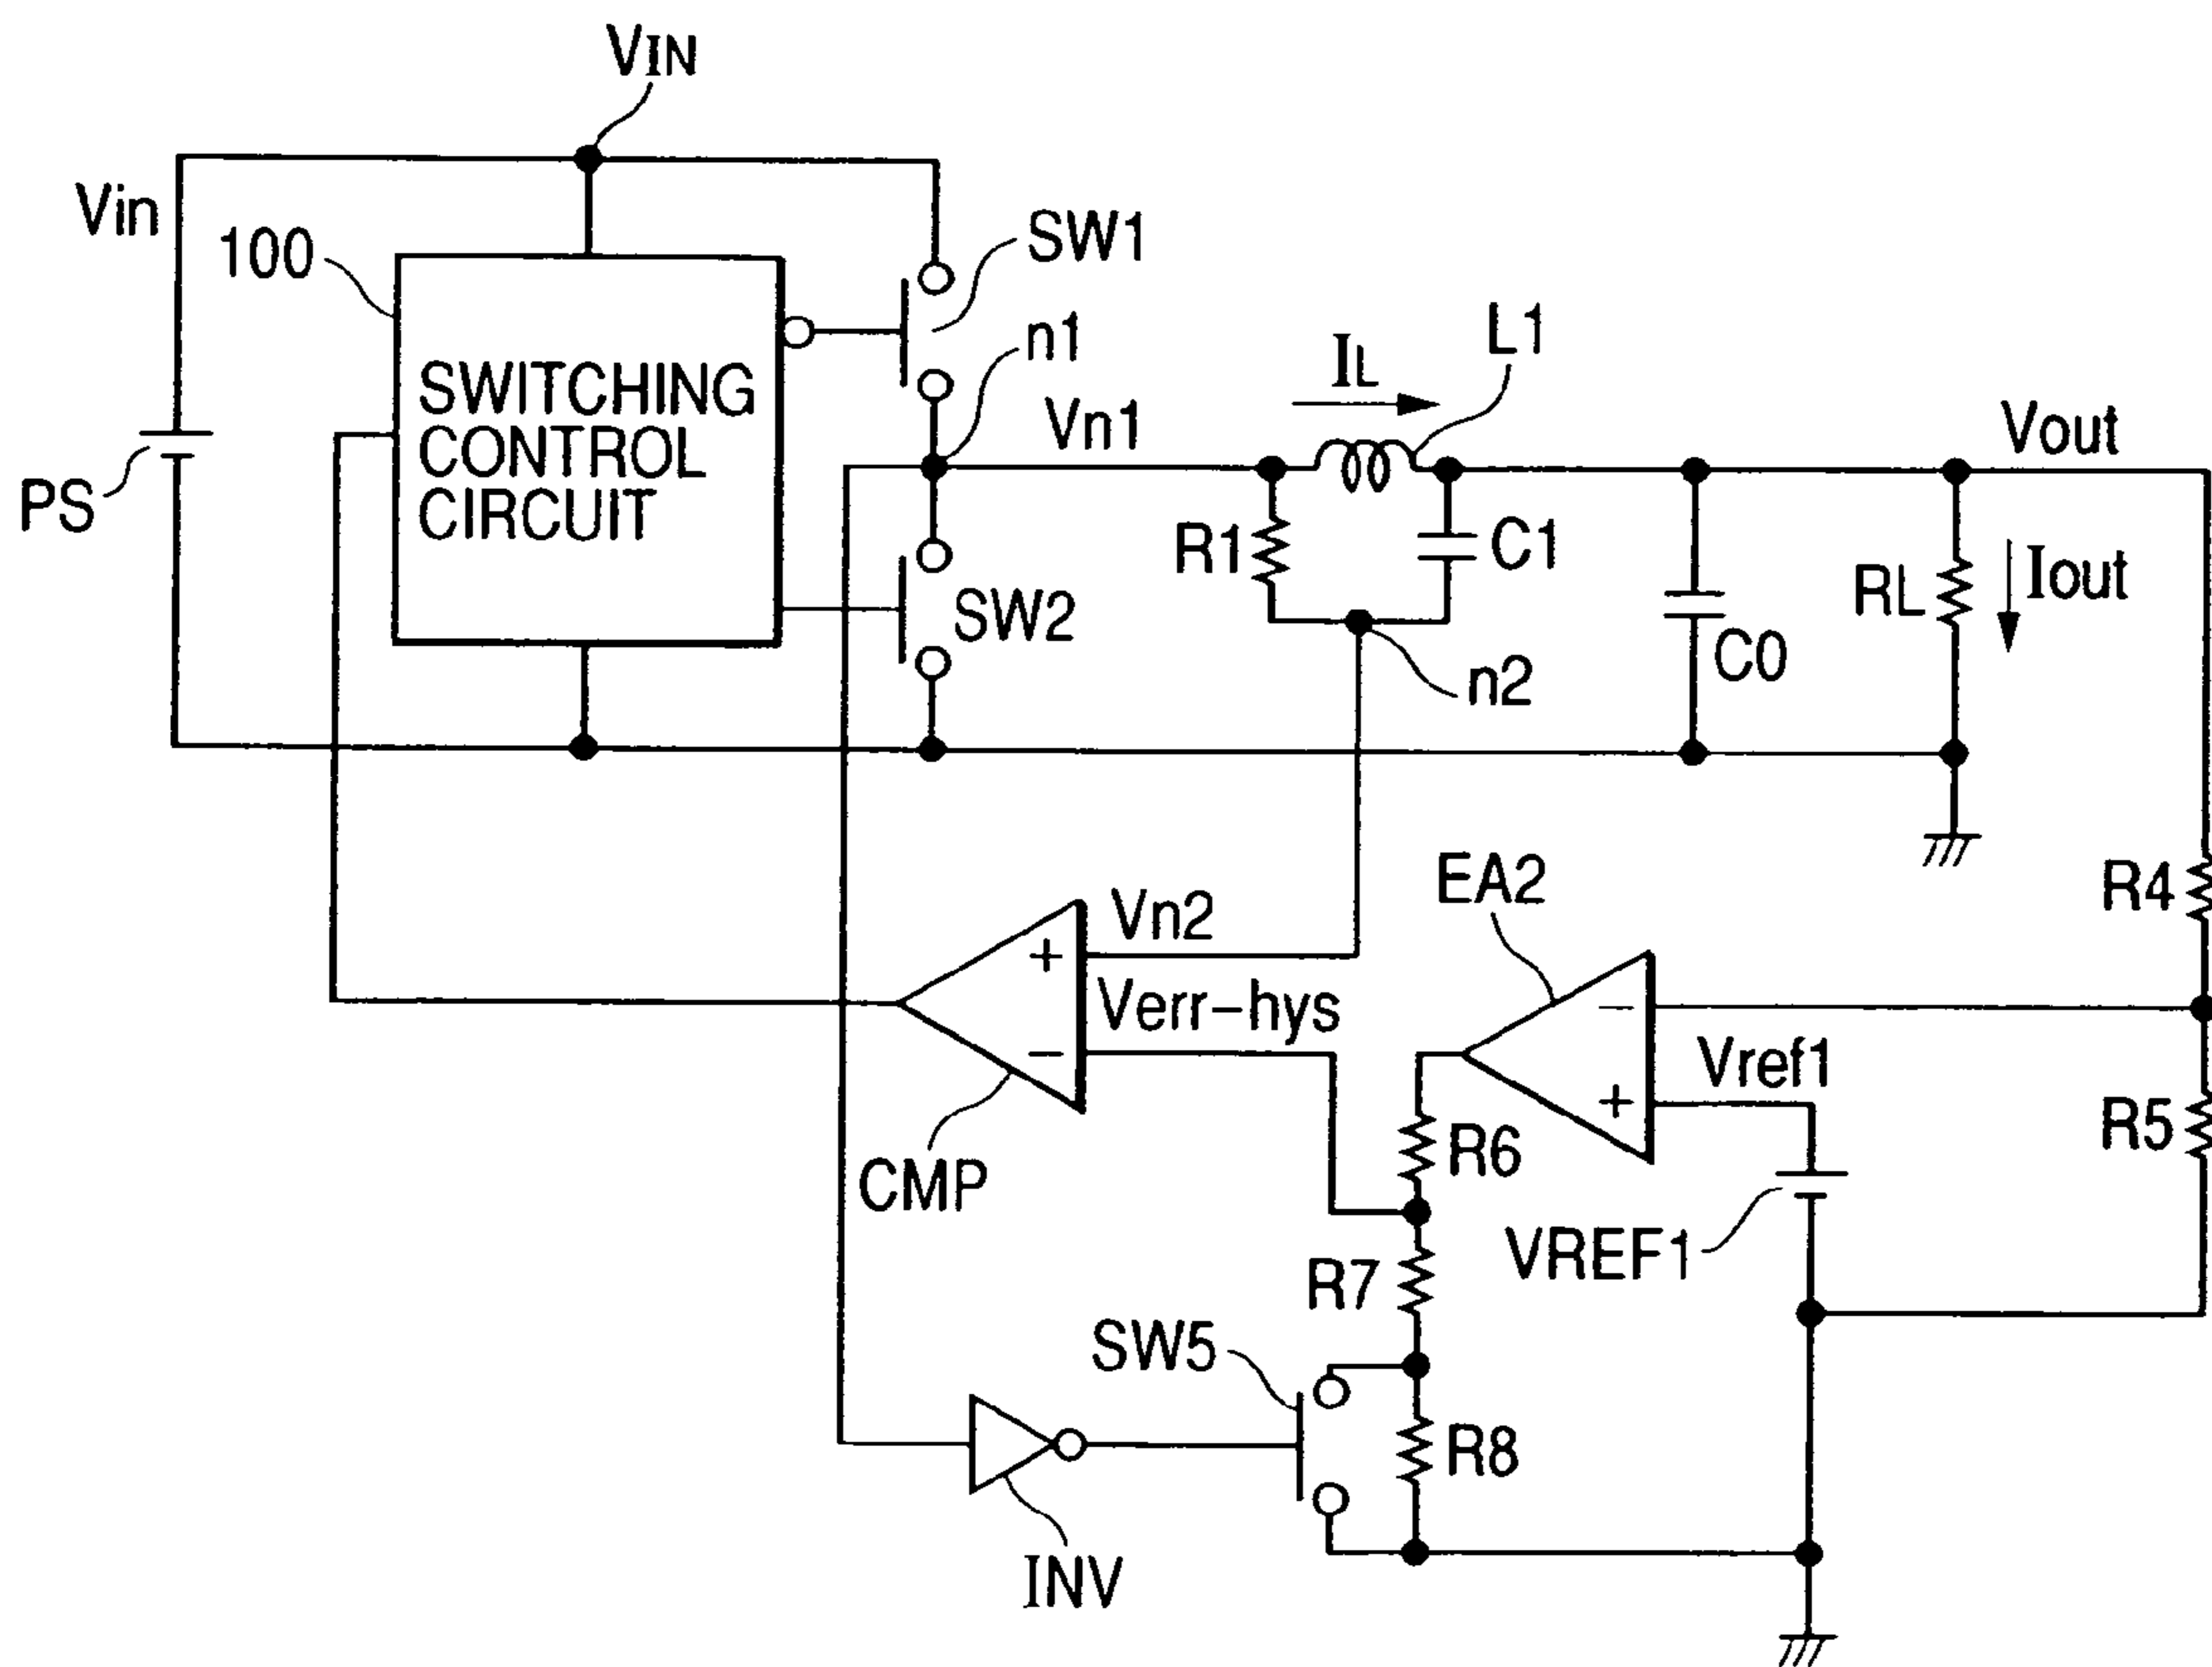 VIN
Vin
100
SW1
n1
L1
IL
SWITCHING
CONTROL
CIRCUIT
Vn1
Vout
PS
R1
C1
RL
Iout
SW2
C0
n2
EA2
R4
Vn2
+
−
Verr-hys
Vref1
−
+
R5
R6
CMP
VREF1
R7
SW5
R8
INV